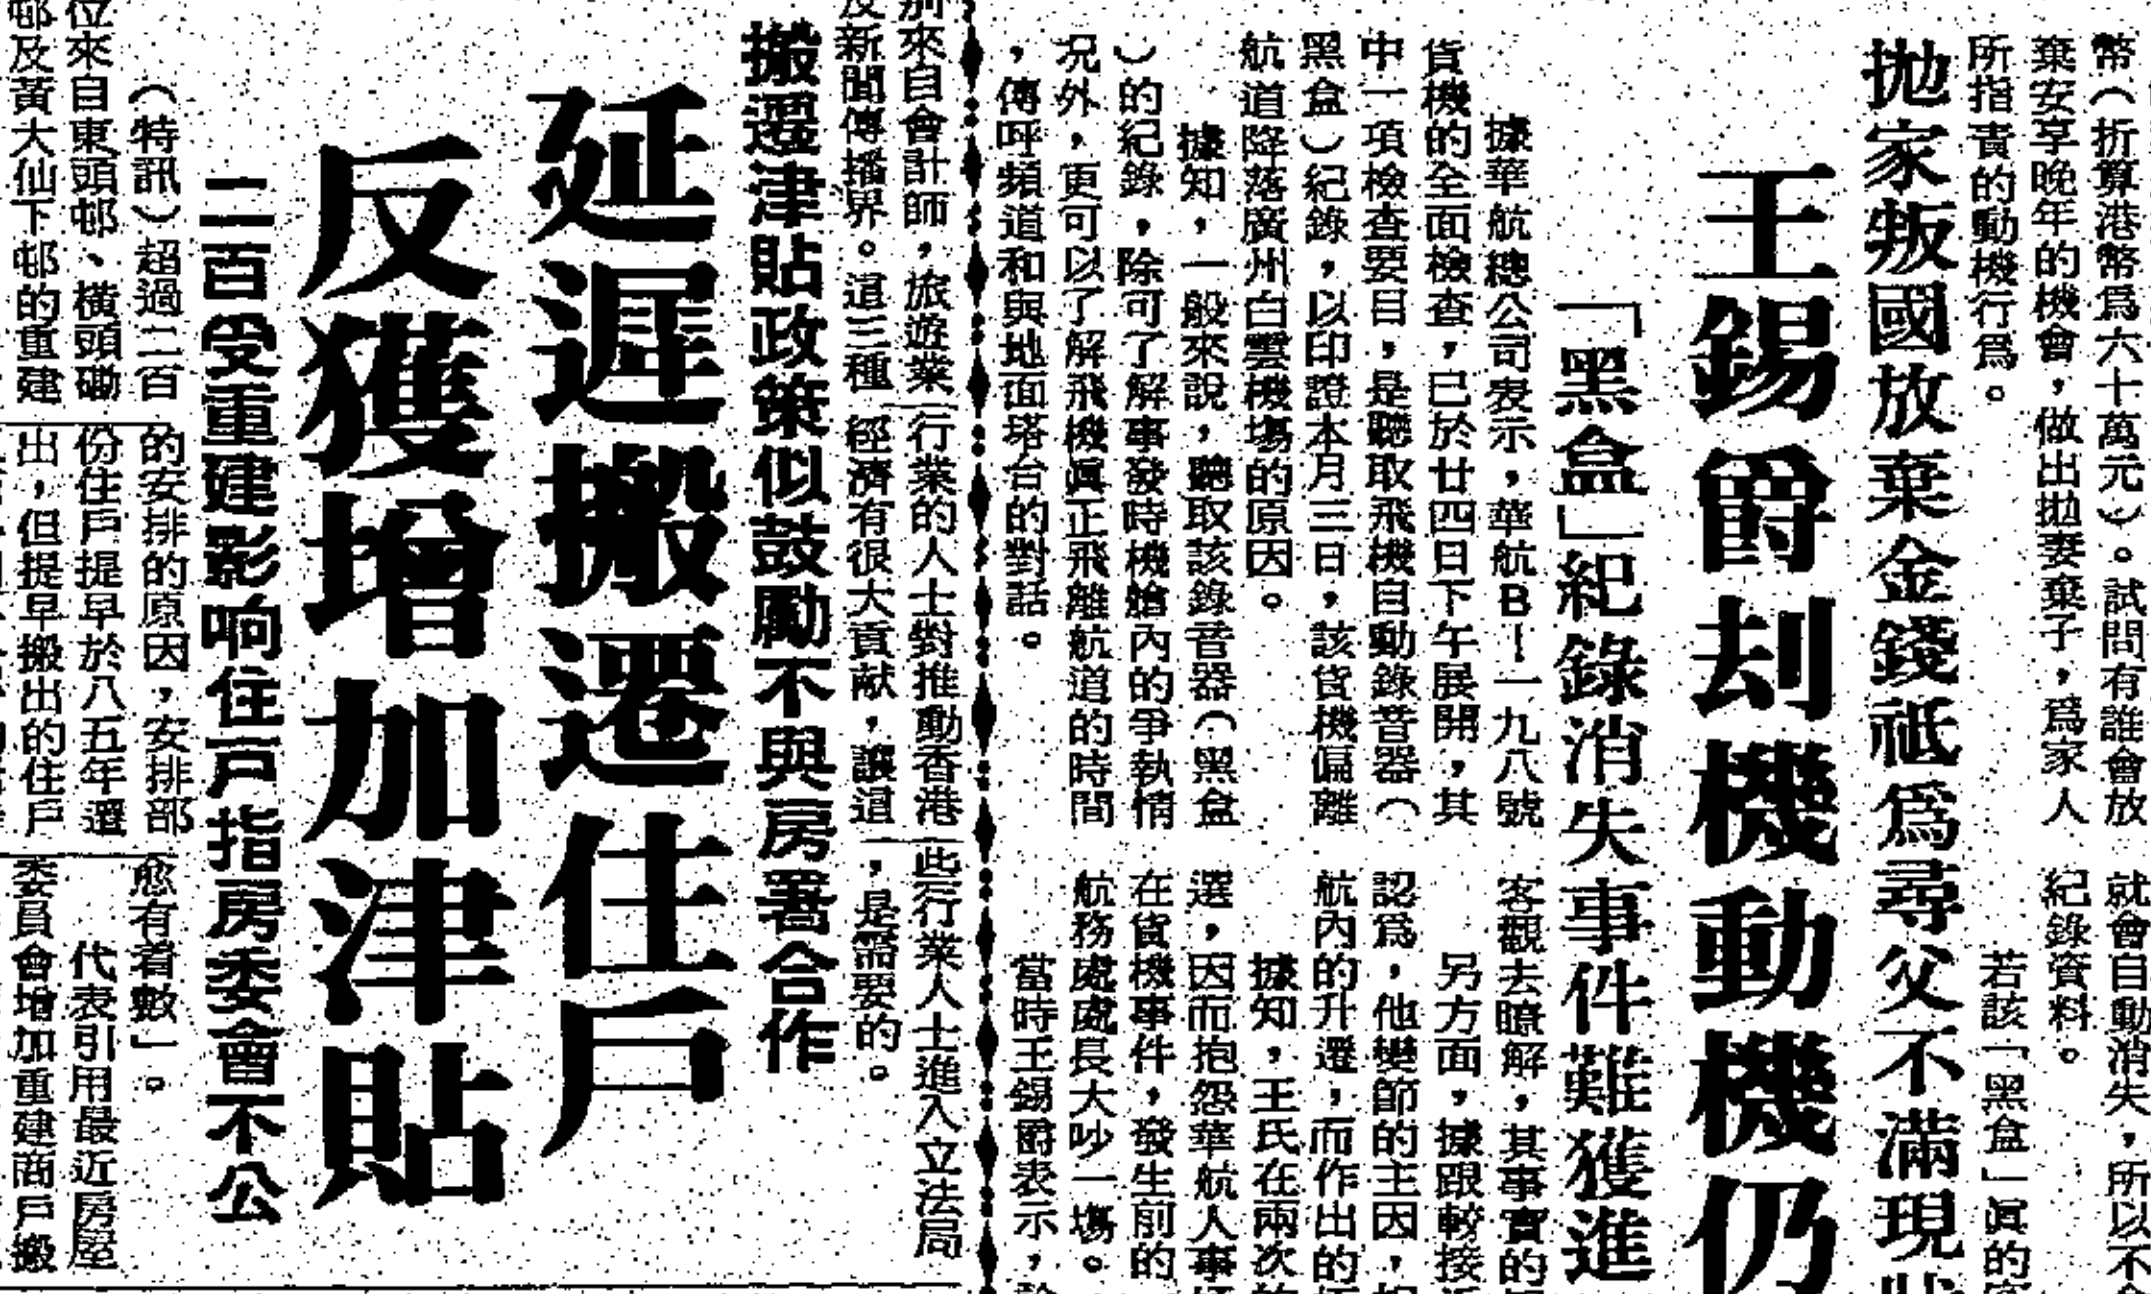 幣（折算港幣爲六十萬元）。試問有誰會放
棄安享晚年的機會，做出拋妻棄子，爲家人
所指責的動機行爲。
就會自動消失，所以不
紀錄資料。
若該「黑盒」眞的
拋家叛國放棄金錢祗爲尋父不滿現
王錫爵刦機動機仍
「黑盒」紀錄消失事件難獲進
據華航總公司表示，華航B－一九八號
貨機的全面檢查，已於廿四日下午展開，其
中一項檢查要目，是聽取飛機自動錄音器（
黑盒）紀錄，以印證本月三日，該貨機偏離
航道降落廣州白雲機塲的原因。
據知，一般來說，聽取該錄音器（黑盒
）的紀錄，除可了解事發時機艙內的爭執情
况外，更可以了解飛機眞正飛離航道的時間
，傳呼頻道和與地面塔台的對話。
客觀去瞭解，其事實的
另方面，據跟較接
認爲，他變節的主因，
航內的升遷，而作出的
據知，王氏在兩次
選，因而抱怨華航人事
在貨機事件，發生前的
航務處處長大吵一塲。
當時王錫爵表示，
來自會計師，旅遊業
及新聞傳播界。這三種
行業的人士對推動香港
經濟有很大貢献，讓這
些行業人士進入立法局
，是需要的。
搬遷津貼政策似鼓勵不與房署合作
延遲搬遷住戶
反獲增加津貼
二百受重建影响住戶指房委會不公
（特訊）超過二百
位來自東頭邨、橫頭磡
邨及黃大仙下邨的重建
的安排的原因，安排部
份住戶提早於八五年遷
出，但提早搬出的住戶
愈有着數」。
代表引用最近房屋
委員會增加重建商戶搬